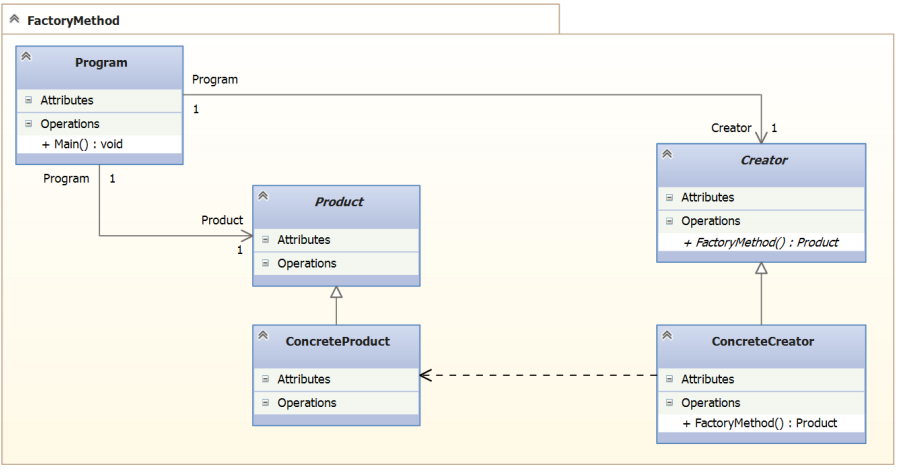 FactoryMethod
Program
Attributes
Operations
+ Main() : void
Program
1
Creator
1
Program
1
Product
1
Product
Attributes
Operations
Creator
Attributes
Operations
+ FactoryMethod() : Product
ConcreteProduct
Attributes
Operations
ConcreteCreator
Attributes
Operations
+ FactoryMethod() : Product